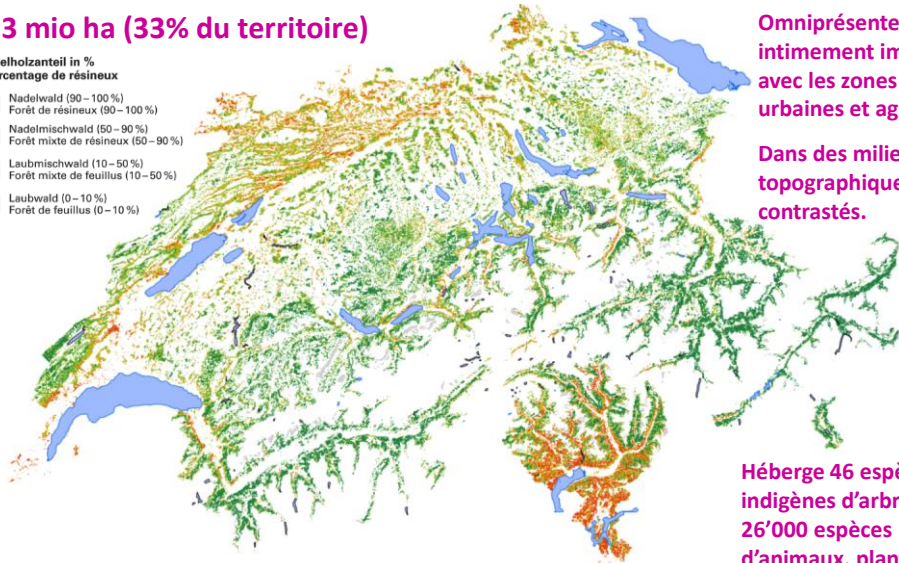 3 mio ha (33% du territoire)
elholzanteil in %
rcentage de résineux
Nadelwald (90–100%)
Forêt de résineux (90–100%)
Nadelmischwald (50–90%)
Forêt mixte de résineux (50–90%)
Laubmischwald (10–50%)
Forêt mixte de feuillus (10–50%)
Laubwald (0–10%)
Forêt de feuillus (0–10%)
Omniprésente
intimement im
avec les zones
urbaines et ag
Dans des milie
topographique
contrastés.
Héberge 46 espè
indigènes d’arbr
26’000 espèces
d’animaux, plan